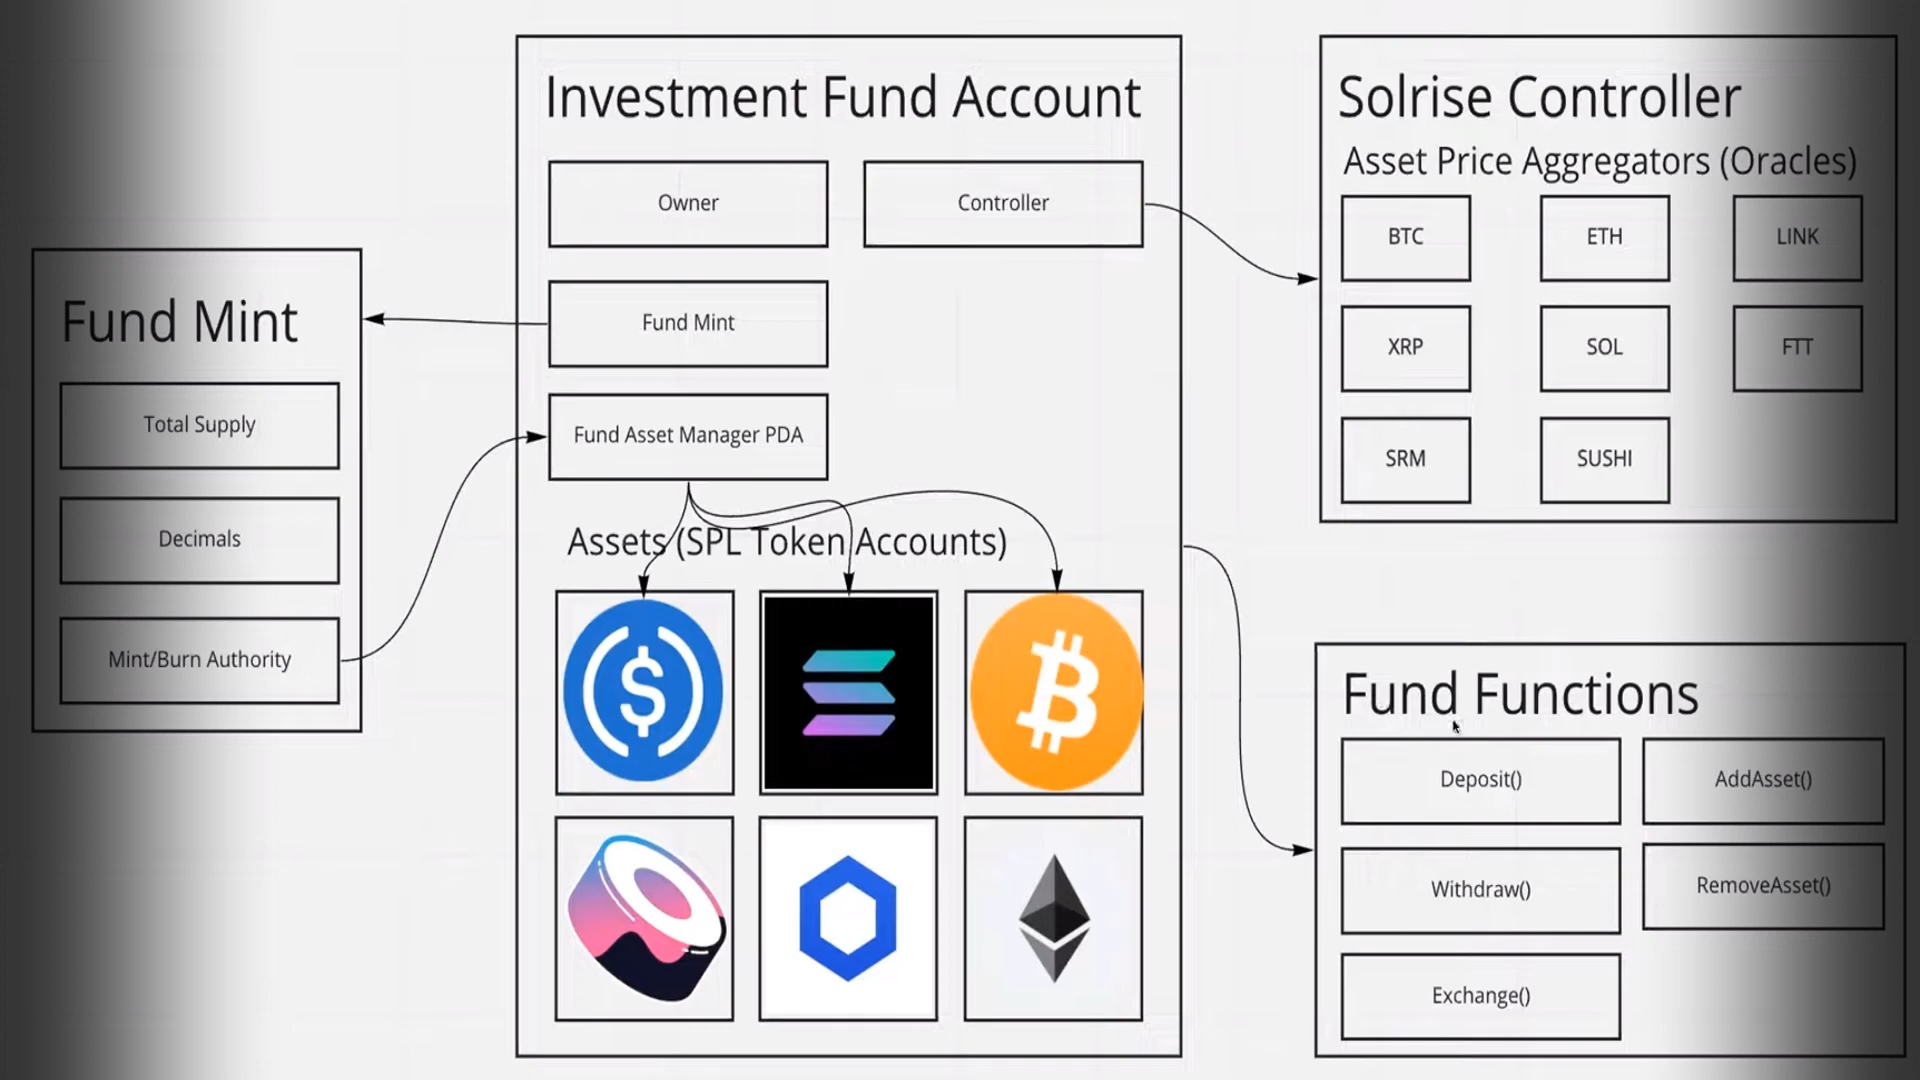 Fund Mint
Total Supply
Decimals
Mint/Burn Authority
Investment Fund Account
Owner
Controller
Fund Mint
Fund Asset Manager PDA
Assets (SPL Token Accounts)
Solrise Controller
Asset Price Aggregators (Oracles)
BTC
ETH
LINK
XRP
SOL
FTT
SRM
SUSHI
Fund Functions
Deposit()
AddAsset()
Withdraw()
RemoveAsset()
Exchange()